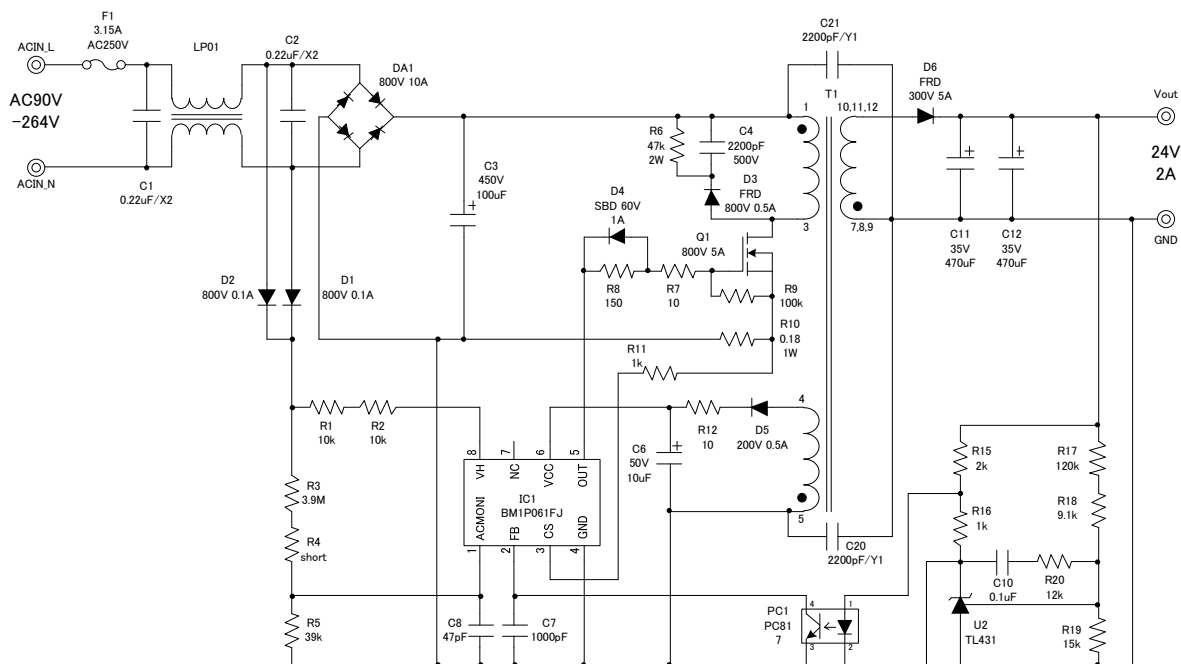 F1
3.15A
AC250V
ACIN_L
LP01
C2
0.22uF/X2
DA1
800V 10A
AC90V
-264V
ACIN_N
C1
0.22uF/X2
C3
450V
100uF
+
R6
47k
2W
C4
2200pF
500V
D3
FRD
800V 0.5A
C21
2200pF/Y1
T1
1
10,11,12
3
7,8,9
D6
FRD
300V 5A
Vout
24V
2A
GND
+
+
C11
35V
470uF
C12
35V
470uF
D4
SBD 60V
1A
Q1
800V 5A
R8
150
R7
10
R9
100k
R10
0.18
1W
D2
800V 0.1A
D1
800V 0.1A
R11
1k
R1
10k
R2
10k
R12
10
D5
200V 0.5A
4
5
C6
50V
10uF
+
8
7
6
5
VH
NC
VCC
OUT
IC1
BM1P061FJ
ACMONI
FB
CS
GND
1
2
3
4
R3
3.9M
R4
short
R5
39k
C8
47pF
C7
1000pF
C20
2200pF/Y1
PC1
PC81
7
4
1
3
2
R15
2k
R16
1k
R17
120k
R18
9.1k
C10
0.1uF
R20
12k
U2
TL431
R19
15k